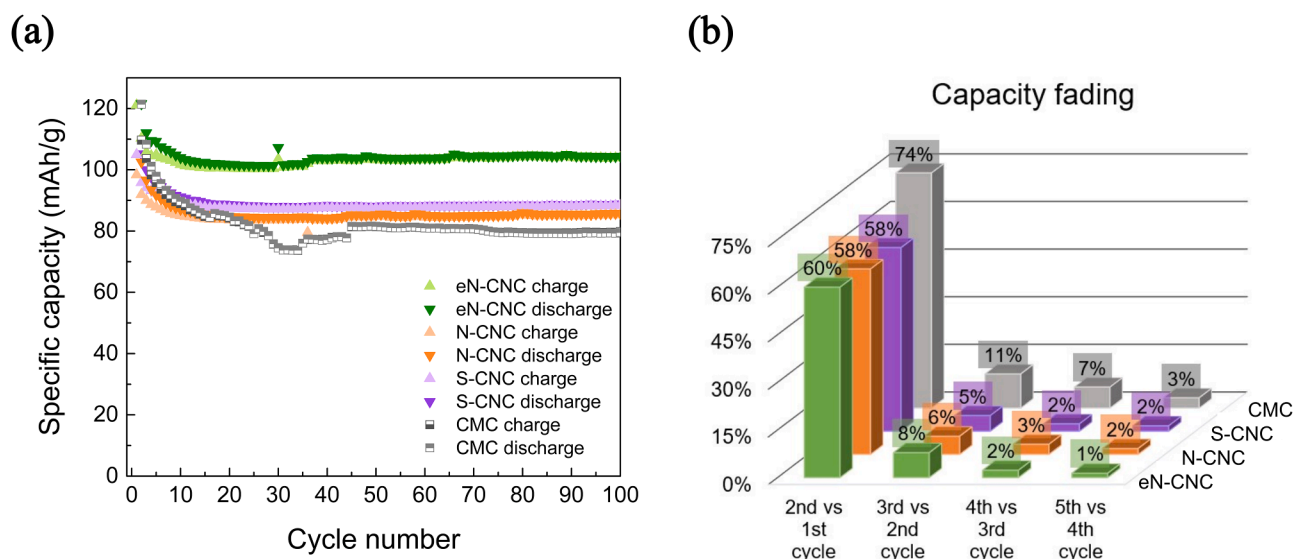 (a)
Specific capacity (mAh/g)
120
100
80
60
40
20
0
eN-CNC charge
eN-CNC discharge
N-CNC charge
N-CNC discharge
S-CNC charge
S-CNC discharge
CMC charge
CMC discharge
0 10 20 30 40 50 60 70 80 90 100
Cycle number
(b)
Capacity fading
75%
60%
45%
30%
15%
0%
74%
58%
58%
60%
11%
5%
6%
8%
7%
2%
3%
2%
3%
2%
2%
1%
CMC
S-CNC
N-CNC
eN-CNC
2nd vs
1st
cycle
3rd vs
2nd
cycle
4th vs
3rd
cycle
5th vs
4th
cycle